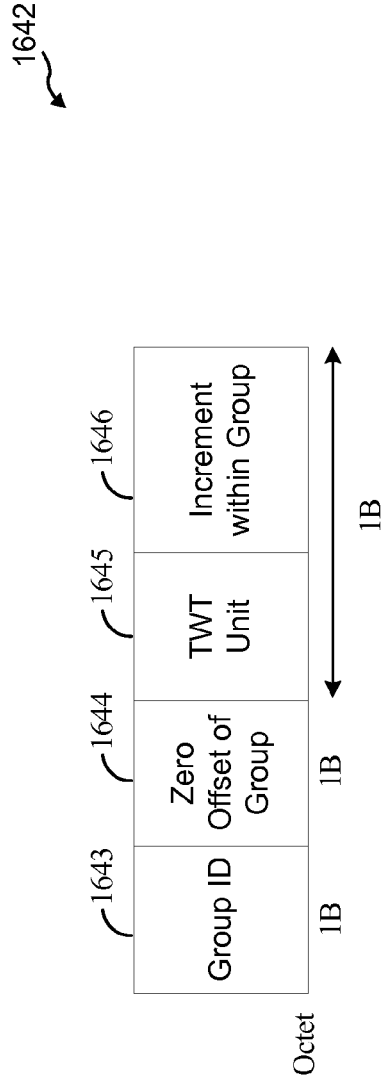 1642
1643
1644
1645
1646
Group ID
Zero
Offset of
Group
TWT
Unit
Increment
within Group
Octet
1B
1B
1B